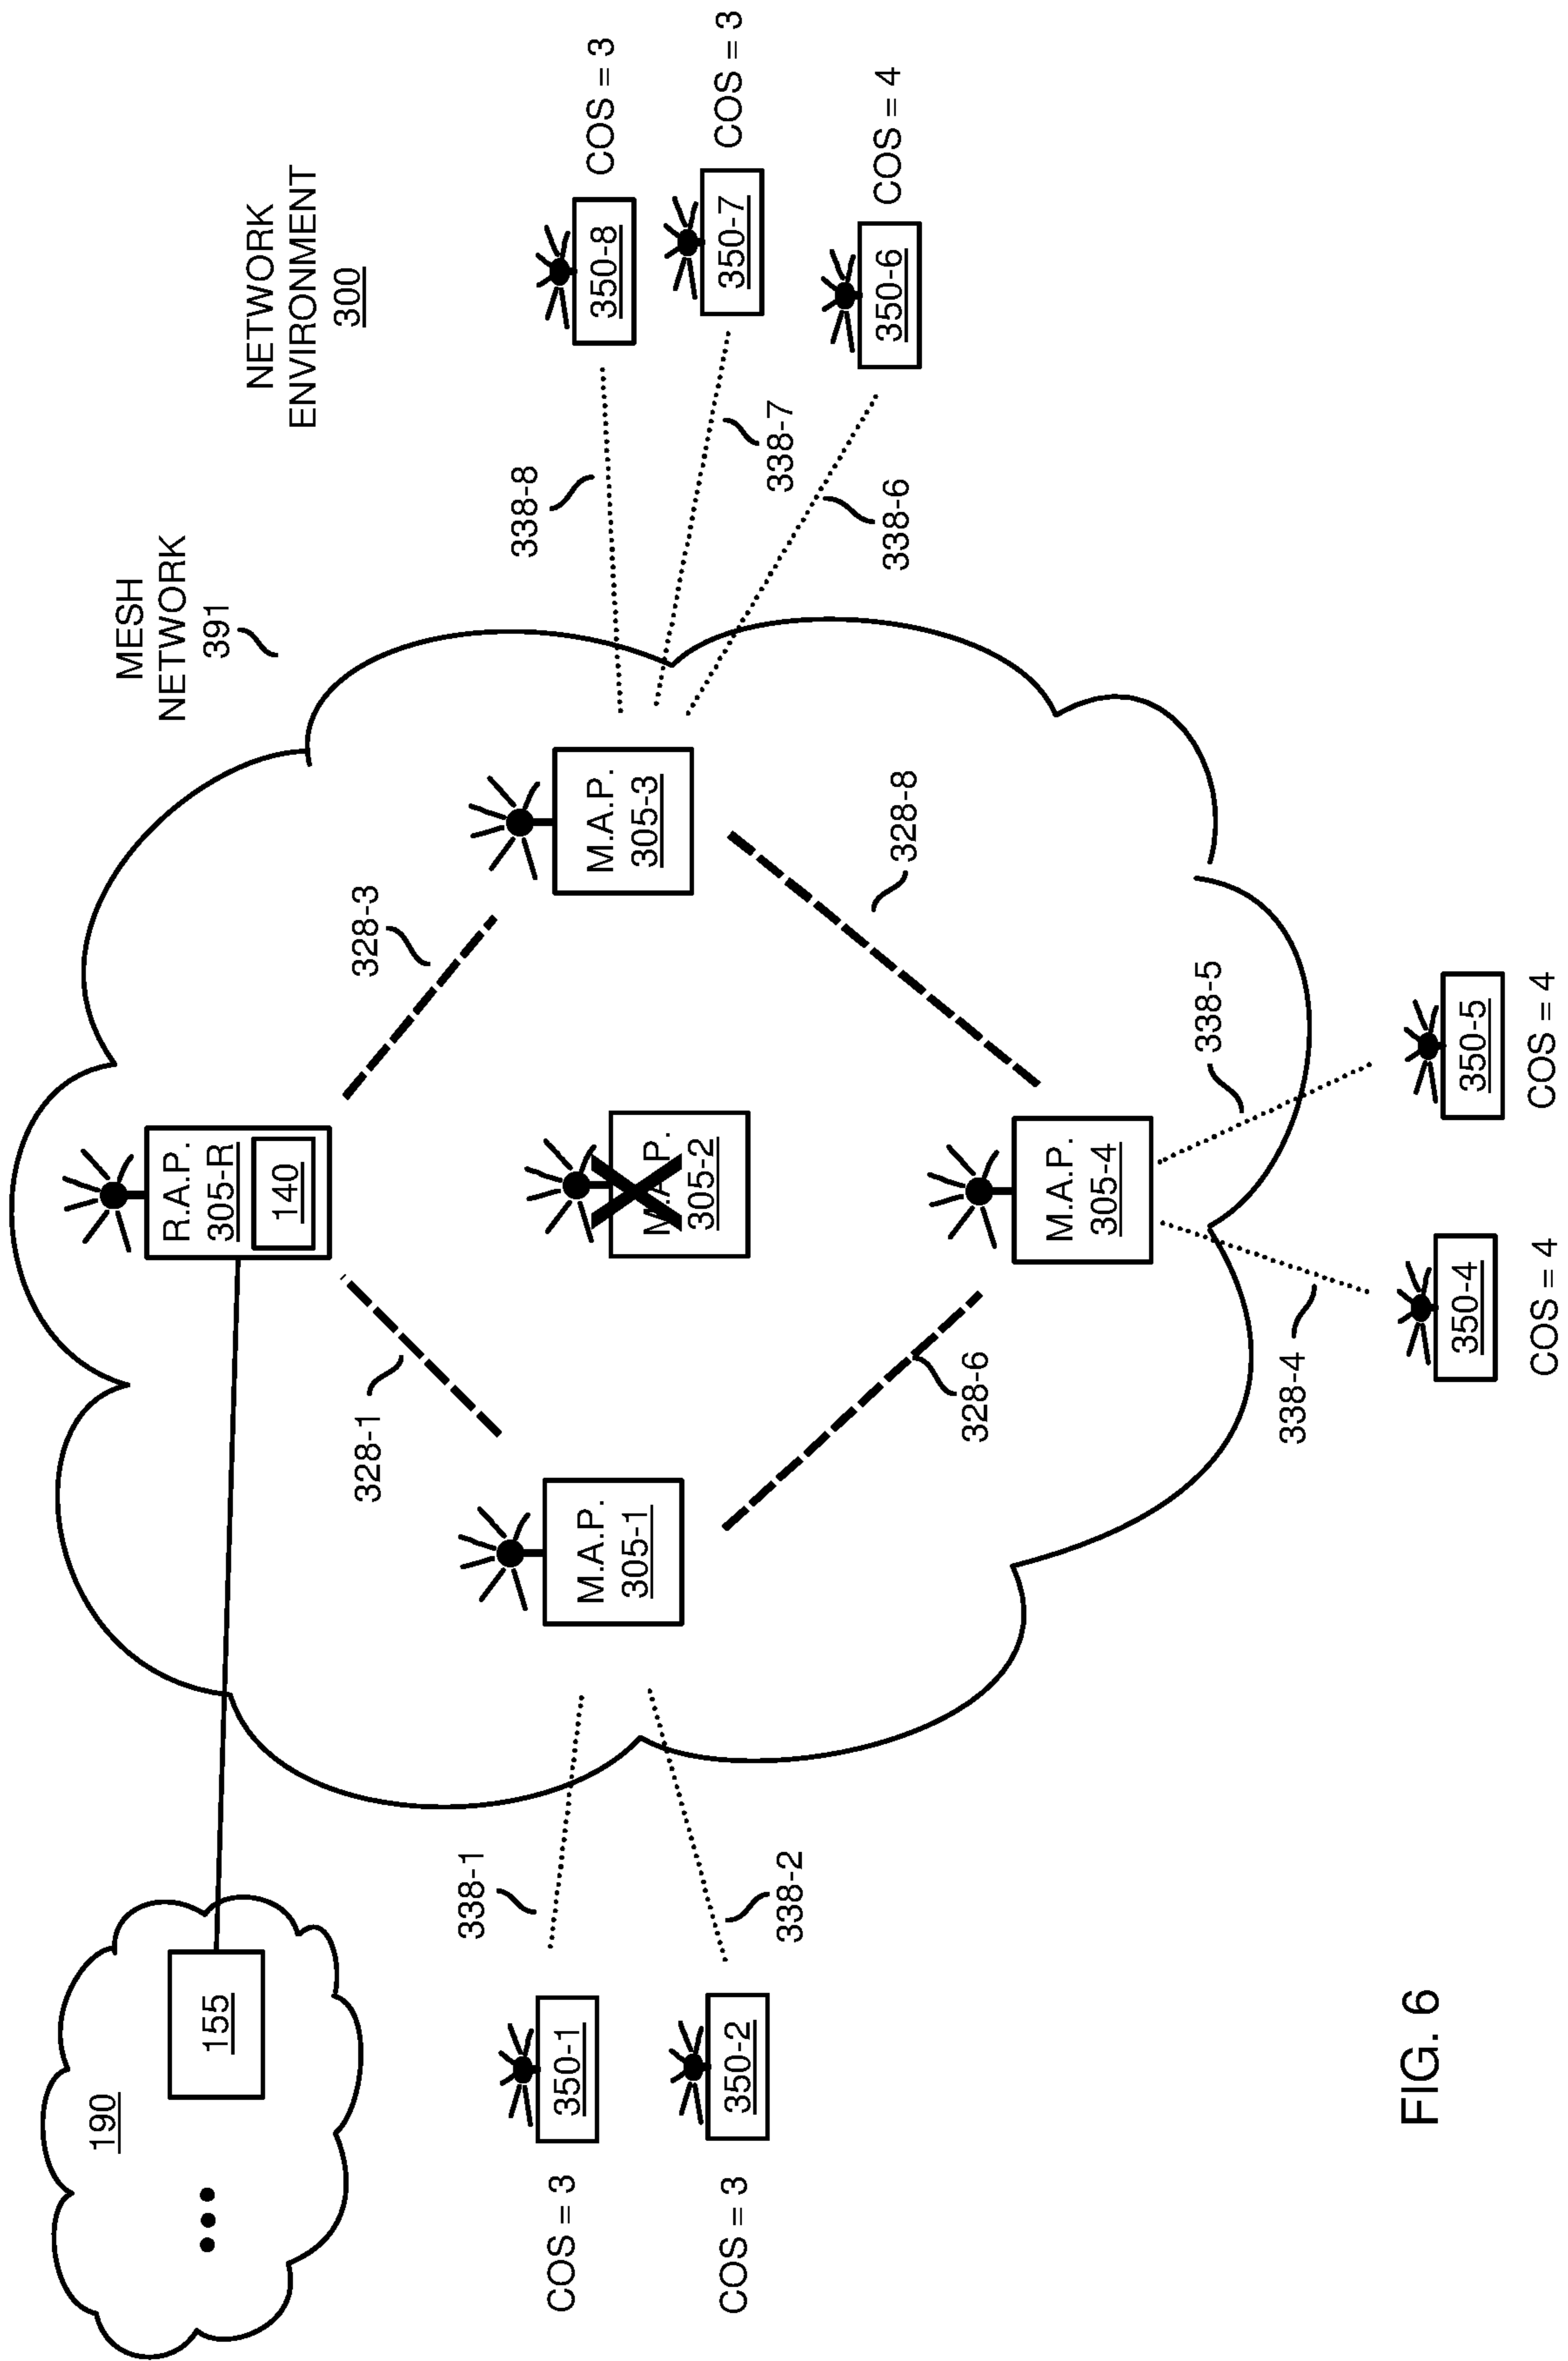 190
155
MESH
NETWORK
391
NETWORK
ENVIRONMENT
300
R.A.P.
305-R
140
328-1
328-3
338-1
338-8
COS = 3
350-1
M.A.P.
305-1
M.A.P.
305-2
M.A.P.
305-3
350-8
COS = 3
COS = 3
350-2
338-2
338-7
350-7
COS = 3
328-6
328-8
338-6
350-6
COS = 4
M.A.P.
305-4
338-4
338-5
350-4
350-5
COS = 4
COS = 4
FIG. 6